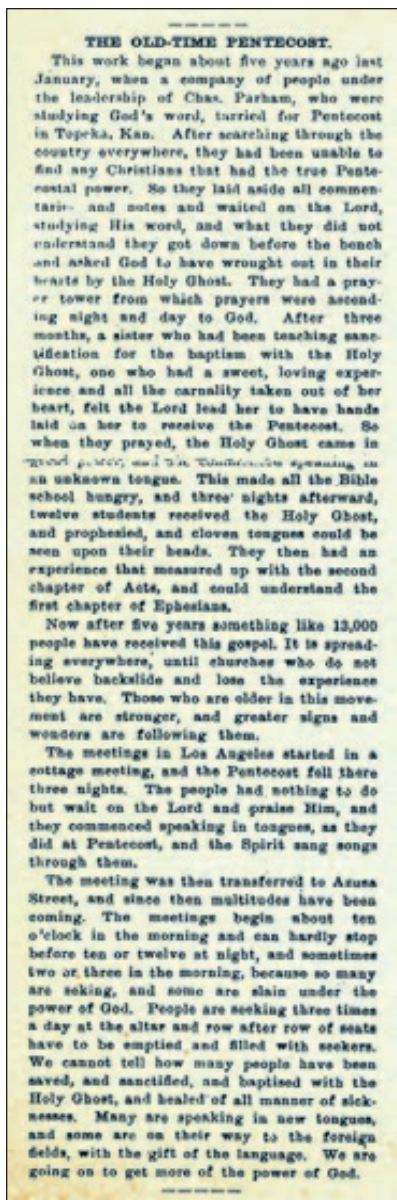 THE OLD-TIME PENTECOST.
This work began about five years ago last
January, when a company of people under
the leadership of Chas. Parham, who were
studying God's word, tarried for Pentecost
in Topeka, Kan. After searching through the
country everywhere, they had been unable to
find any Christians that had the true Pente-
costal power. So they laid aside all commen-
taries and notes and waited on the Lord,
studying His word, and what they did not
understand they got down before the bench
and asked God to have wrought out in their
hearts by the Holy Ghost. They had a pray-
er tower from which prayers were ascend-
ing night and day to God. After three
months, a sister who had been teaching sanc-
tification for the baptism with the Holy
Ghost, one who had a sweet, loving exper-
ience and all the carnality taken out of her
heart, felt the Lord lead her to have hands
laid on her to receive the Pentecost. So
when they prayed, the Holy Ghost came in
great power, and she commenced speaking in
an unknown tongue. This made all the Bible
school hungry, and three nights afterward,
twelve students received the Holy Ghost,
and prophesied, and cloven tongues could be
seen upon their heads. They then had an
experience that measured up with the second
chapter of Acts, and could understand the
first chapter of Ephesians.
Now after five years something like 13,000
people have received this gospel. It is spread-
ing everywhere, until churches who do not
believe backslide and lose the experience
they have. Those who are older in this move-
ment are stronger, and greater signs and
wonders are following them.
The meetings in Los Angeles started in a
cottage meeting, and the Pentecost fell there
three nights. The people had nothing to do
but wait on the Lord and praise Him, and
they commenced speaking in tongues, as they
did at Pentecost, and the Spirit sang songs
through them.
The meeting was then transferred to Azusa
Street, and since then multitudes have been
coming. The meetings begin about ten
o'clock in the morning and can hardly stop
before ten or twelve at night, and sometimes
two or three in the morning, because so many
are seking, and some are slain under the
power of God. People are seeking three times
a day at the altar and row after row of seats
have to be emptied and filled with seekers.
We cannot tell how many people have been
saved, and sanctified, and baptised with the
Holy Ghost, and healed of all manner of sick-
nesses. Many are speaking in new tongues,
and some are on their way to the foreign
fields, with the gift of the language. We are
going on to get more of the power of God.